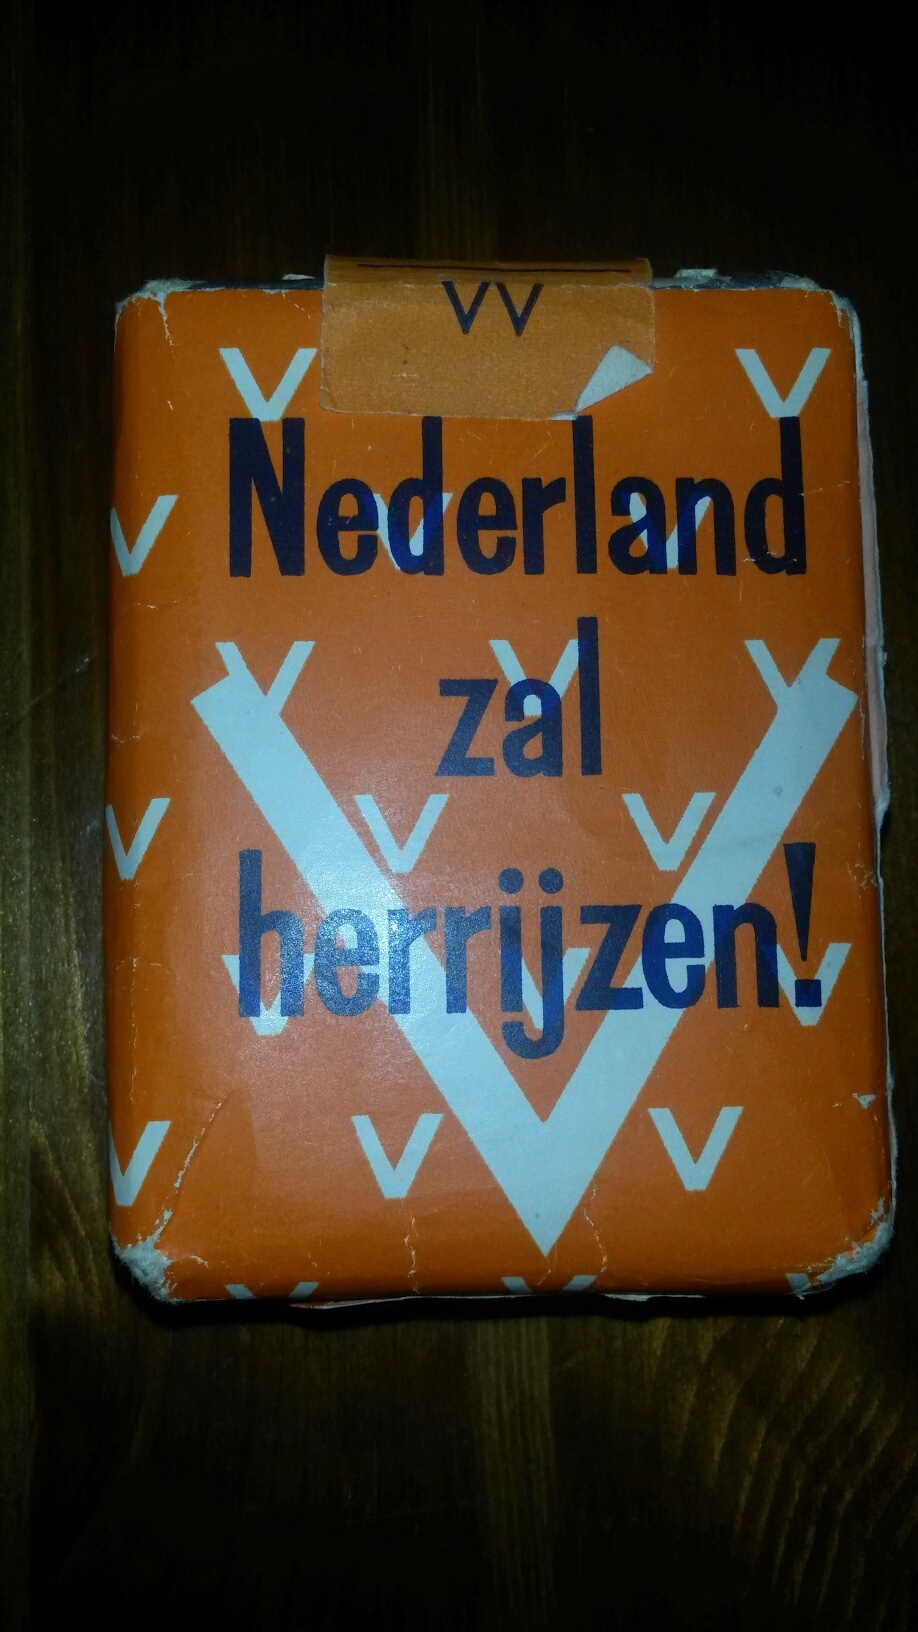 VV
Nederland
zal
herrijzen!